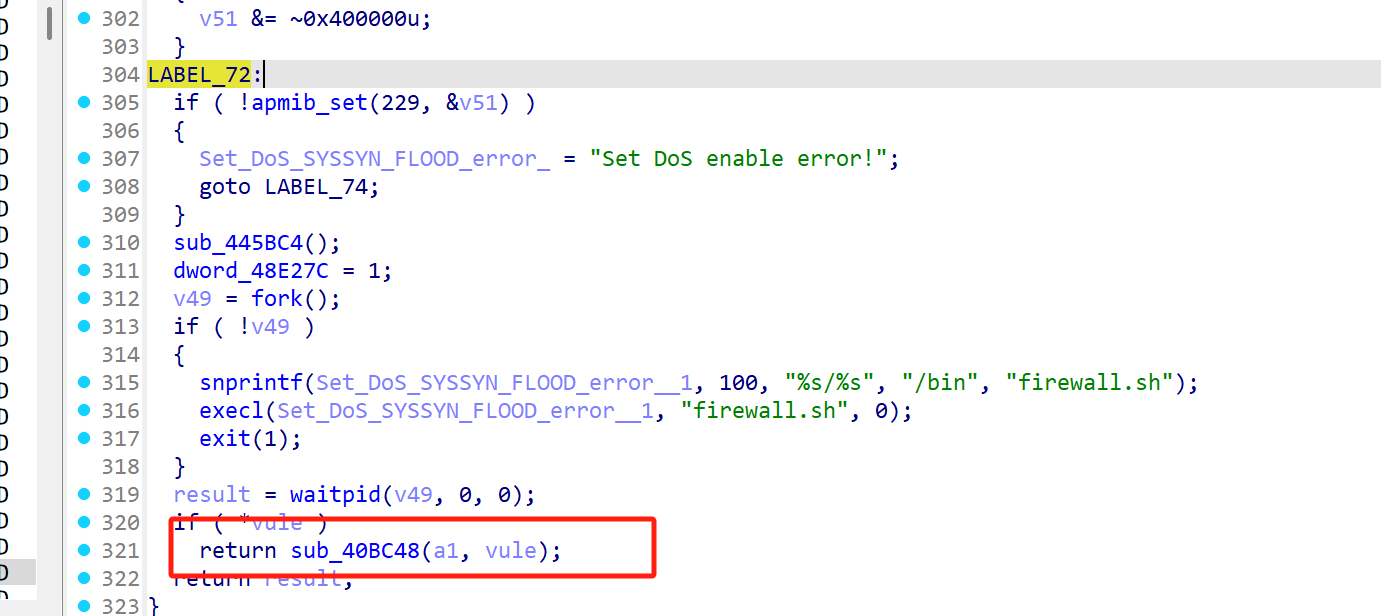 302 v51 &= ~0x400000u;
303 }
304 LABEL_72:
305 if ( !apmib_set(229, &v51) )
306 {
307 Set_DoS_SYSSYN_FLOOD_error_ = "Set DoS enable error!";
308 goto LABEL_74;
309 }
310 sub_445BC4();
311 dword_48E27C = 1;
312 v49 = fork();
313 if ( !v49 )
314 {
315 snprintf(Set_DoS_SYSSYN_FLOOD_error__1, 100, "%s/%s", "/bin", "firewall.sh");
316 execl(Set_DoS_SYSSYN_FLOOD_error__1, "firewall.sh", 0);
317 exit(1);
318 }
319 result = waitpid(v49, 0, 0);
320 if ( *vule )
321 return sub_40BC48(a1, vule);
322 return result;
323 }